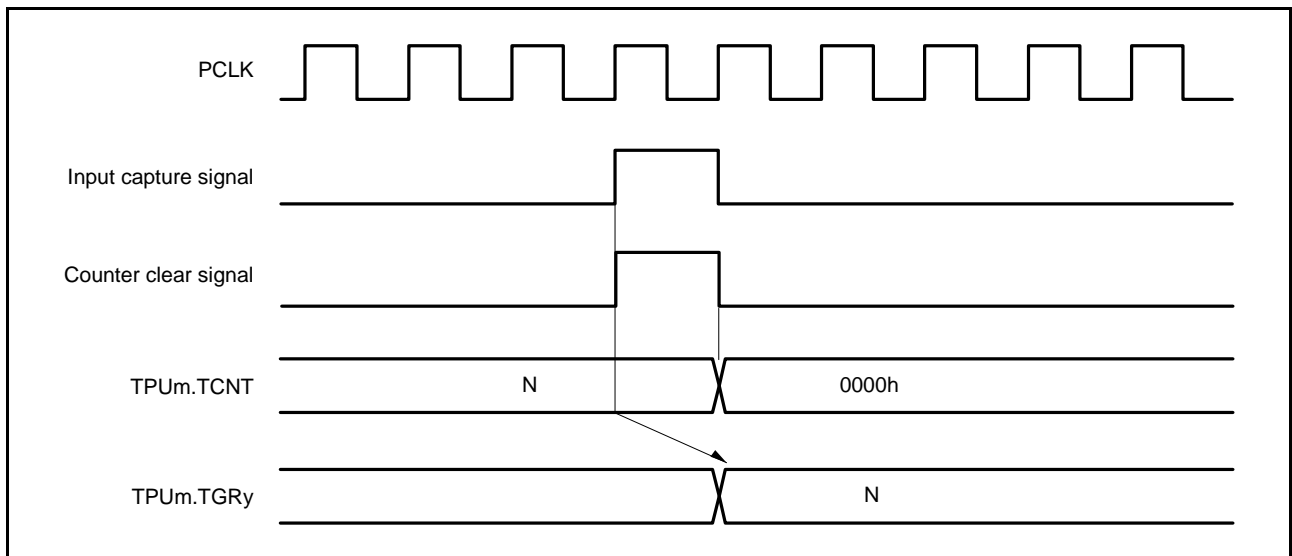 PCLK
Input capture signal
Counter clear signal
TPUm.TCNT
N
0000h
TPUm.TGRy
N